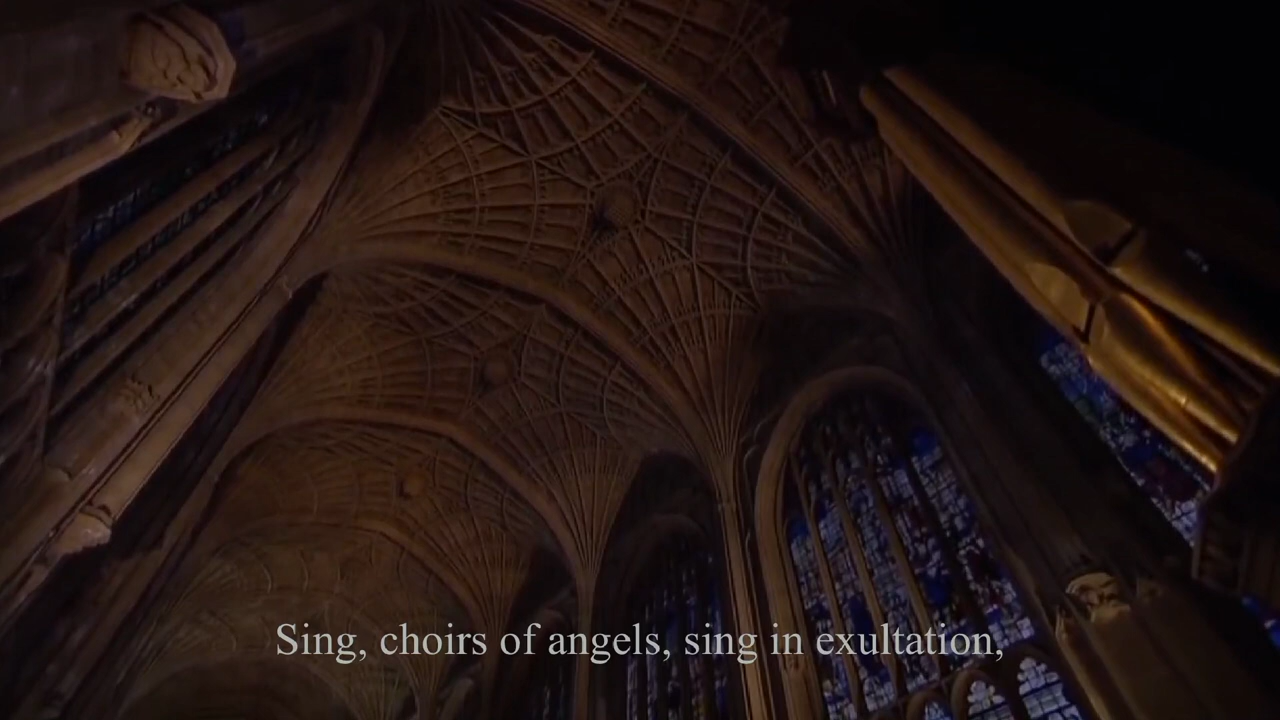 Sing, choirs of angels, sing in exultation,